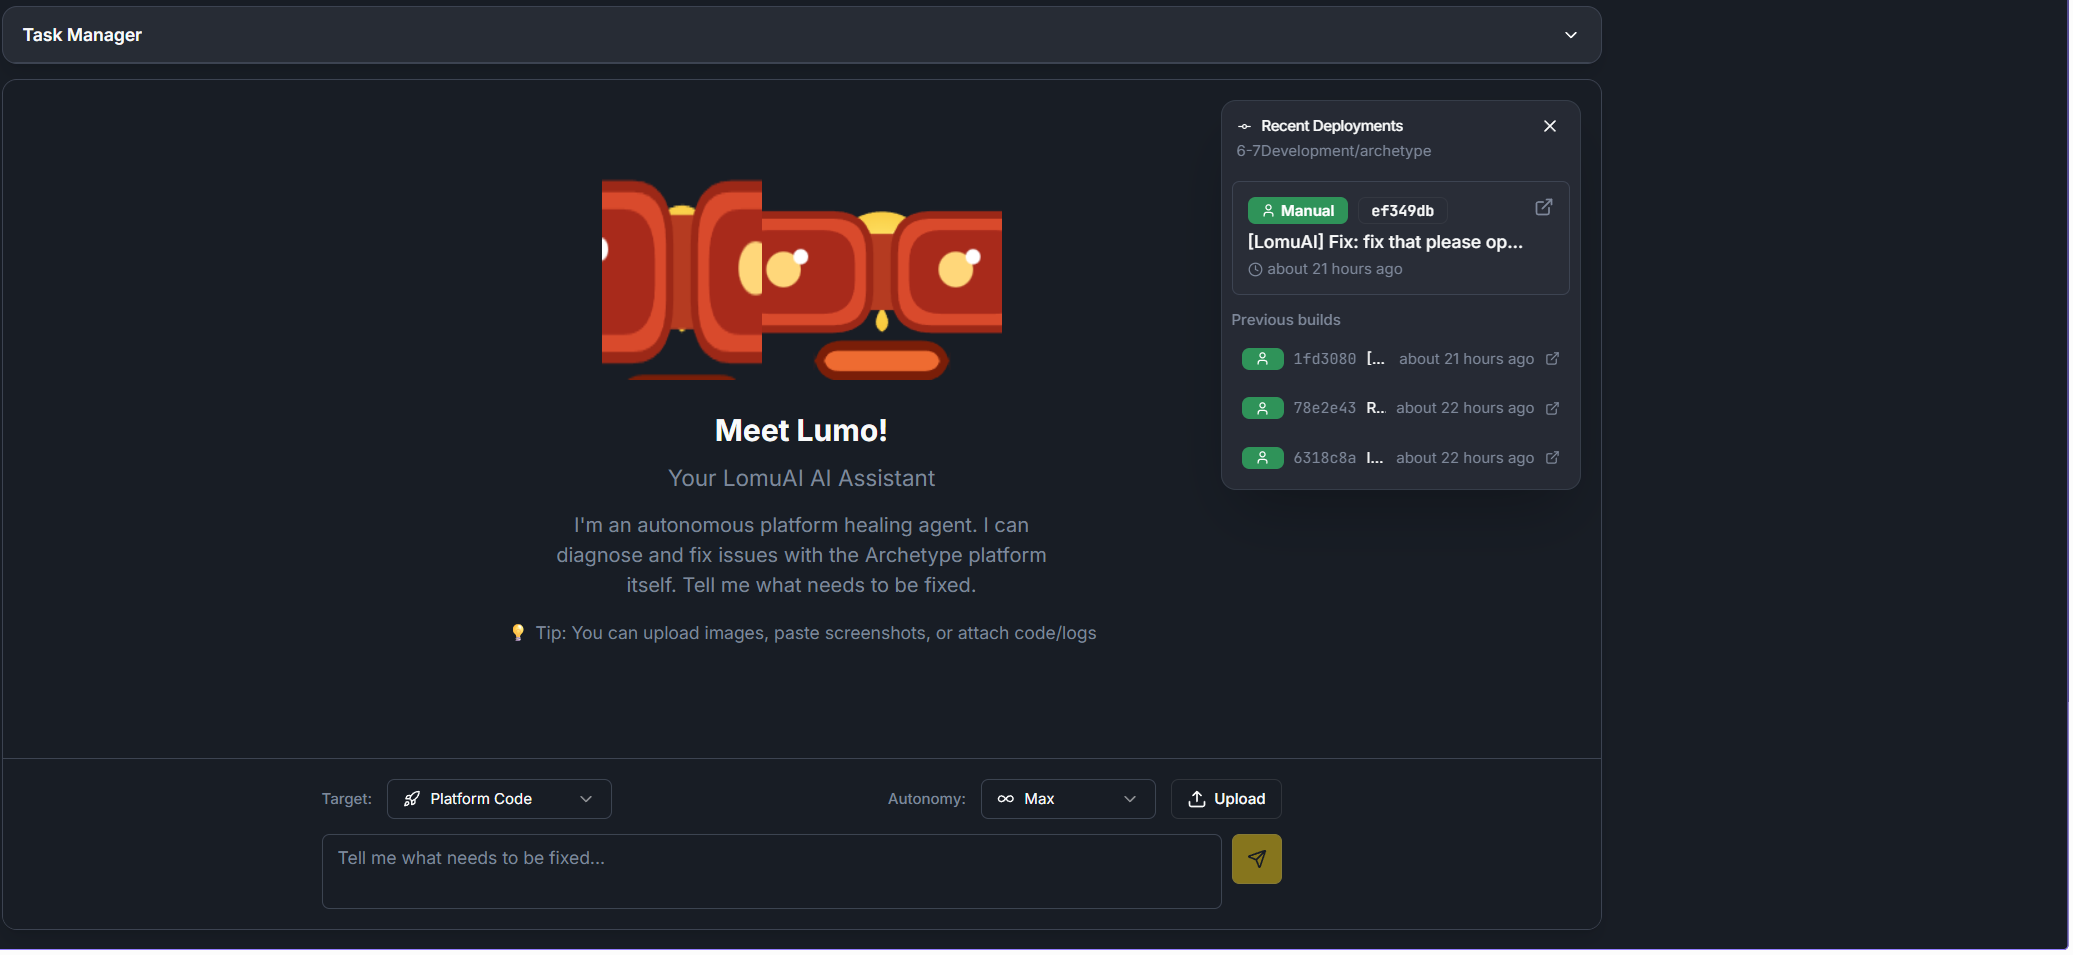 Task Manager
Recent Deployments
6-7Development/archetype
Manual ef349db
[LomuAI] Fix: fix that please op...
about 21 hours ago
Previous builds
1fd3080 [... about 21 hours ago
78e2e43 R... about 22 hours ago
6318c8a I... about 22 hours ago
Meet Lumo!
Your LomuAI AI Assistant
I'm an autonomous platform healing agent. I can
diagnose and fix issues with the Archetype platform
itself. Tell me what needs to be fixed.
Tip: You can upload images, paste screenshots, or attach code/logs
Target: Platform Code Autonomy: Max Upload
Tell me what needs to be fixed...